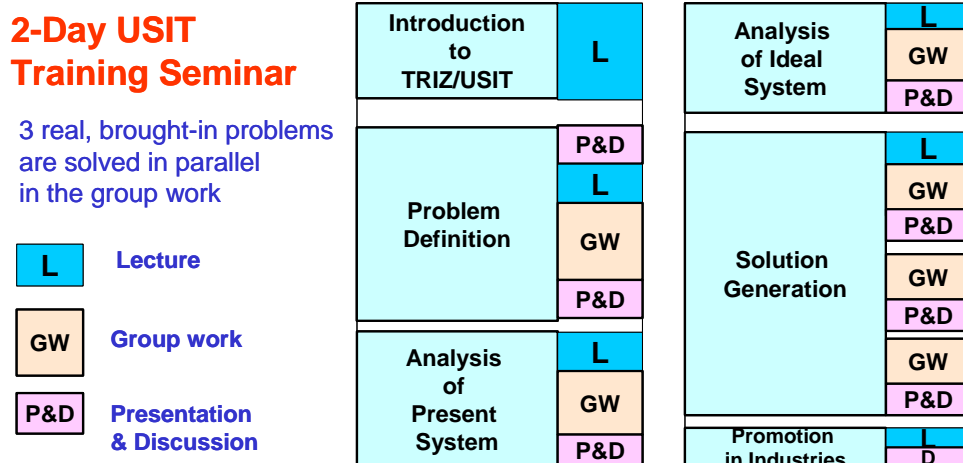 2-Day USIT
Training Seminar
3 real, brought-in problems
are solved in parallel
in the group work
L
Lecture
GW
Group work
P&D
Presentation
& Discussion
Introduction
to
TRIZ/USIT
L
Problem
Definition
P&D
L
GW
P&D
Analysis
of
Present
System
L
GW
P&D
Analysis
of Ideal
System
L
GW
P&D
Solution
Generation
L
GW
P&D
GW
P&D
GW
P&D
Promotion
in Industries
L
D